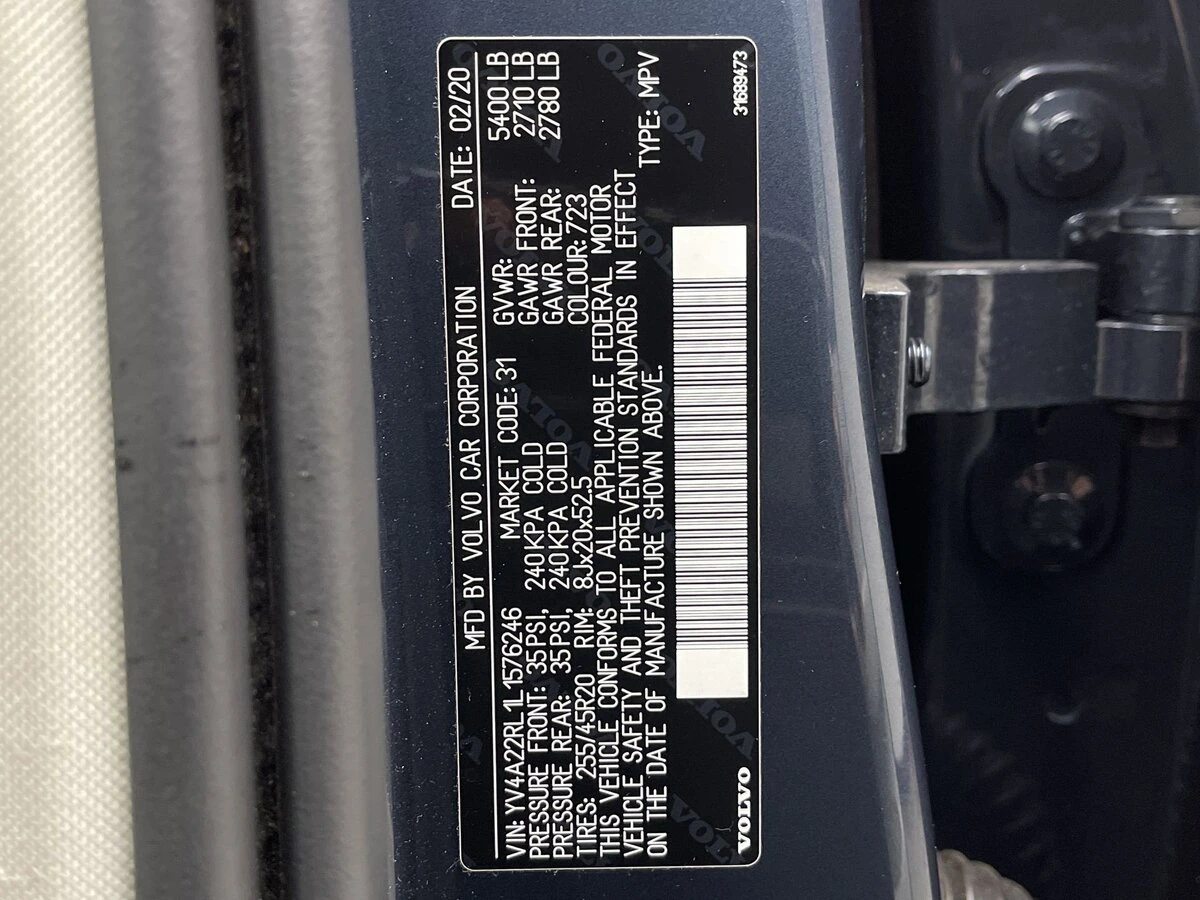 MFD BY VOLVO CAR CORPORATION DATE: 02/20
VIN: YV4A22RL1L1576246 MARKET CODE: 31 GVWR: 5400 LB
PRESSURE FRONT: 35PSI, 240KPA COLD GAWR FRONT: 2710 LB
PRESSURE REAR: 35PSI, 240KPA COLD GAWR REAR: 2780 LB
TIRES: 255/45R20 RIM: 8Jx20x52.5 COLOUR: 723
THIS VEHICLE CONFORMS TO ALL APPLICABLE FEDERAL MOTOR
VEHICLE SAFETY AND THEFT PREVENTION STANDARDS IN EFFECT
ON THE DATE OF MANUFACTURE SHOWN ABOVE. TYPE: MPV
VOLVO 31689473